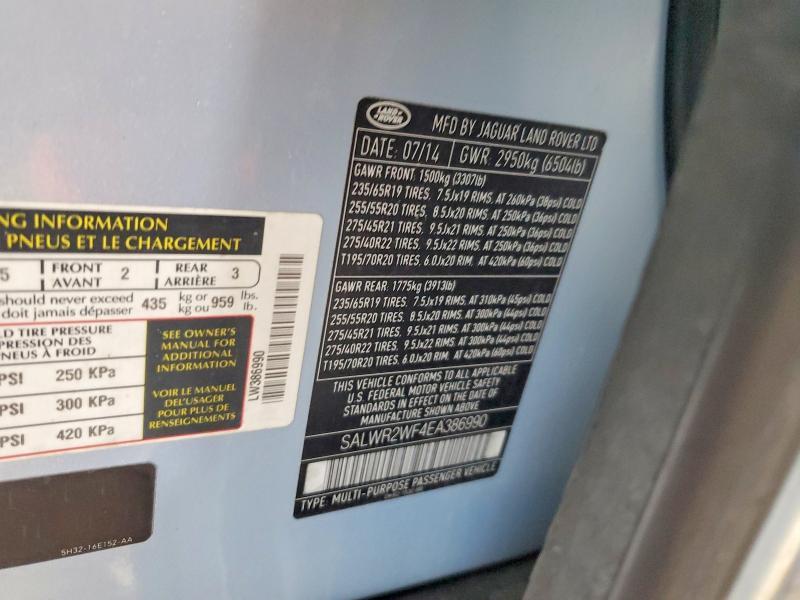 NG INFORMATION
PNEUS ET LE CHARGEMENT
5 FRONT AVANT 2 REAR ARRIÈRE 3
should never exceed 435 kg or 959 lbs.
doit jamais dépasser kg ou lb.
D TIRE PRESSURE
PRESSION DES
NEUS À FROID
PSI 250 KPa
PSI 300 KPa
PSI 420 KPa
SEE OWNER'S
MANUAL FOR
ADDITIONAL
INFORMATION
VOIR LE MANUEL
DEL'USAGER
POUR PLUS DE
RENSEIGNEMENTS
LW386990
5H32-16E152-AA
LAND
ROVER
MFD BY JAGUAR LAND ROVER LTD
DATE: 07/14 GWR: 2950kg (6504lb)
GAWR FRONT. 1500kg (3307lb)
235/65R19 TIRES. 7.5Jx19 RIMS. AT 260kPa (38psi) COLD
255/55R20 TIRES. 8.5Jx20 RIMS. AT 250kPa (36psi) COLD
275/45R21 TIRES. 9.5Jx21 RIMS. AT 250kPa (36psi) COLD
275/40R22 TIRES. 9.5Jx22 RIMS. AT 250kPa (36psi) COLD
T195/70R20 TIRES. 6.0Jx20 RIM. AT 420kPa (60psi) COLD
GAWR REAR. 1775kg (3913lb)
235/65R19 TIRES. 7.5Jx19 RIMS. AT 310kPa (45psi) COLD
255/55R20 TIRES. 8.5Jx20 RIMS. AT 300kPa (44psi) COLD
275/45R21 TIRES. 9.5Jx21 RIMS. AT 300kPa (44psi) COLD
275/40R22 TIRES. 9.5Jx22 RIMS. AT 300kPa (44psi) COLD
T195/70R20 TIRES. 6.0Jx20 RIM. AT 420kPa (60psi) COLD
THIS VEHICLE CONFORMS TO ALL APPLICABLE
U.S. FEDERAL MOTOR VEHICLE SAFETY
STANDARDS IN EFFECT ON THE DATE OF
MANUFACTURE SHOWN ABOVE.
SALWR2WF4EA386990
TYPE: MULTI-PURPOSE PASSENGER VEHICLE